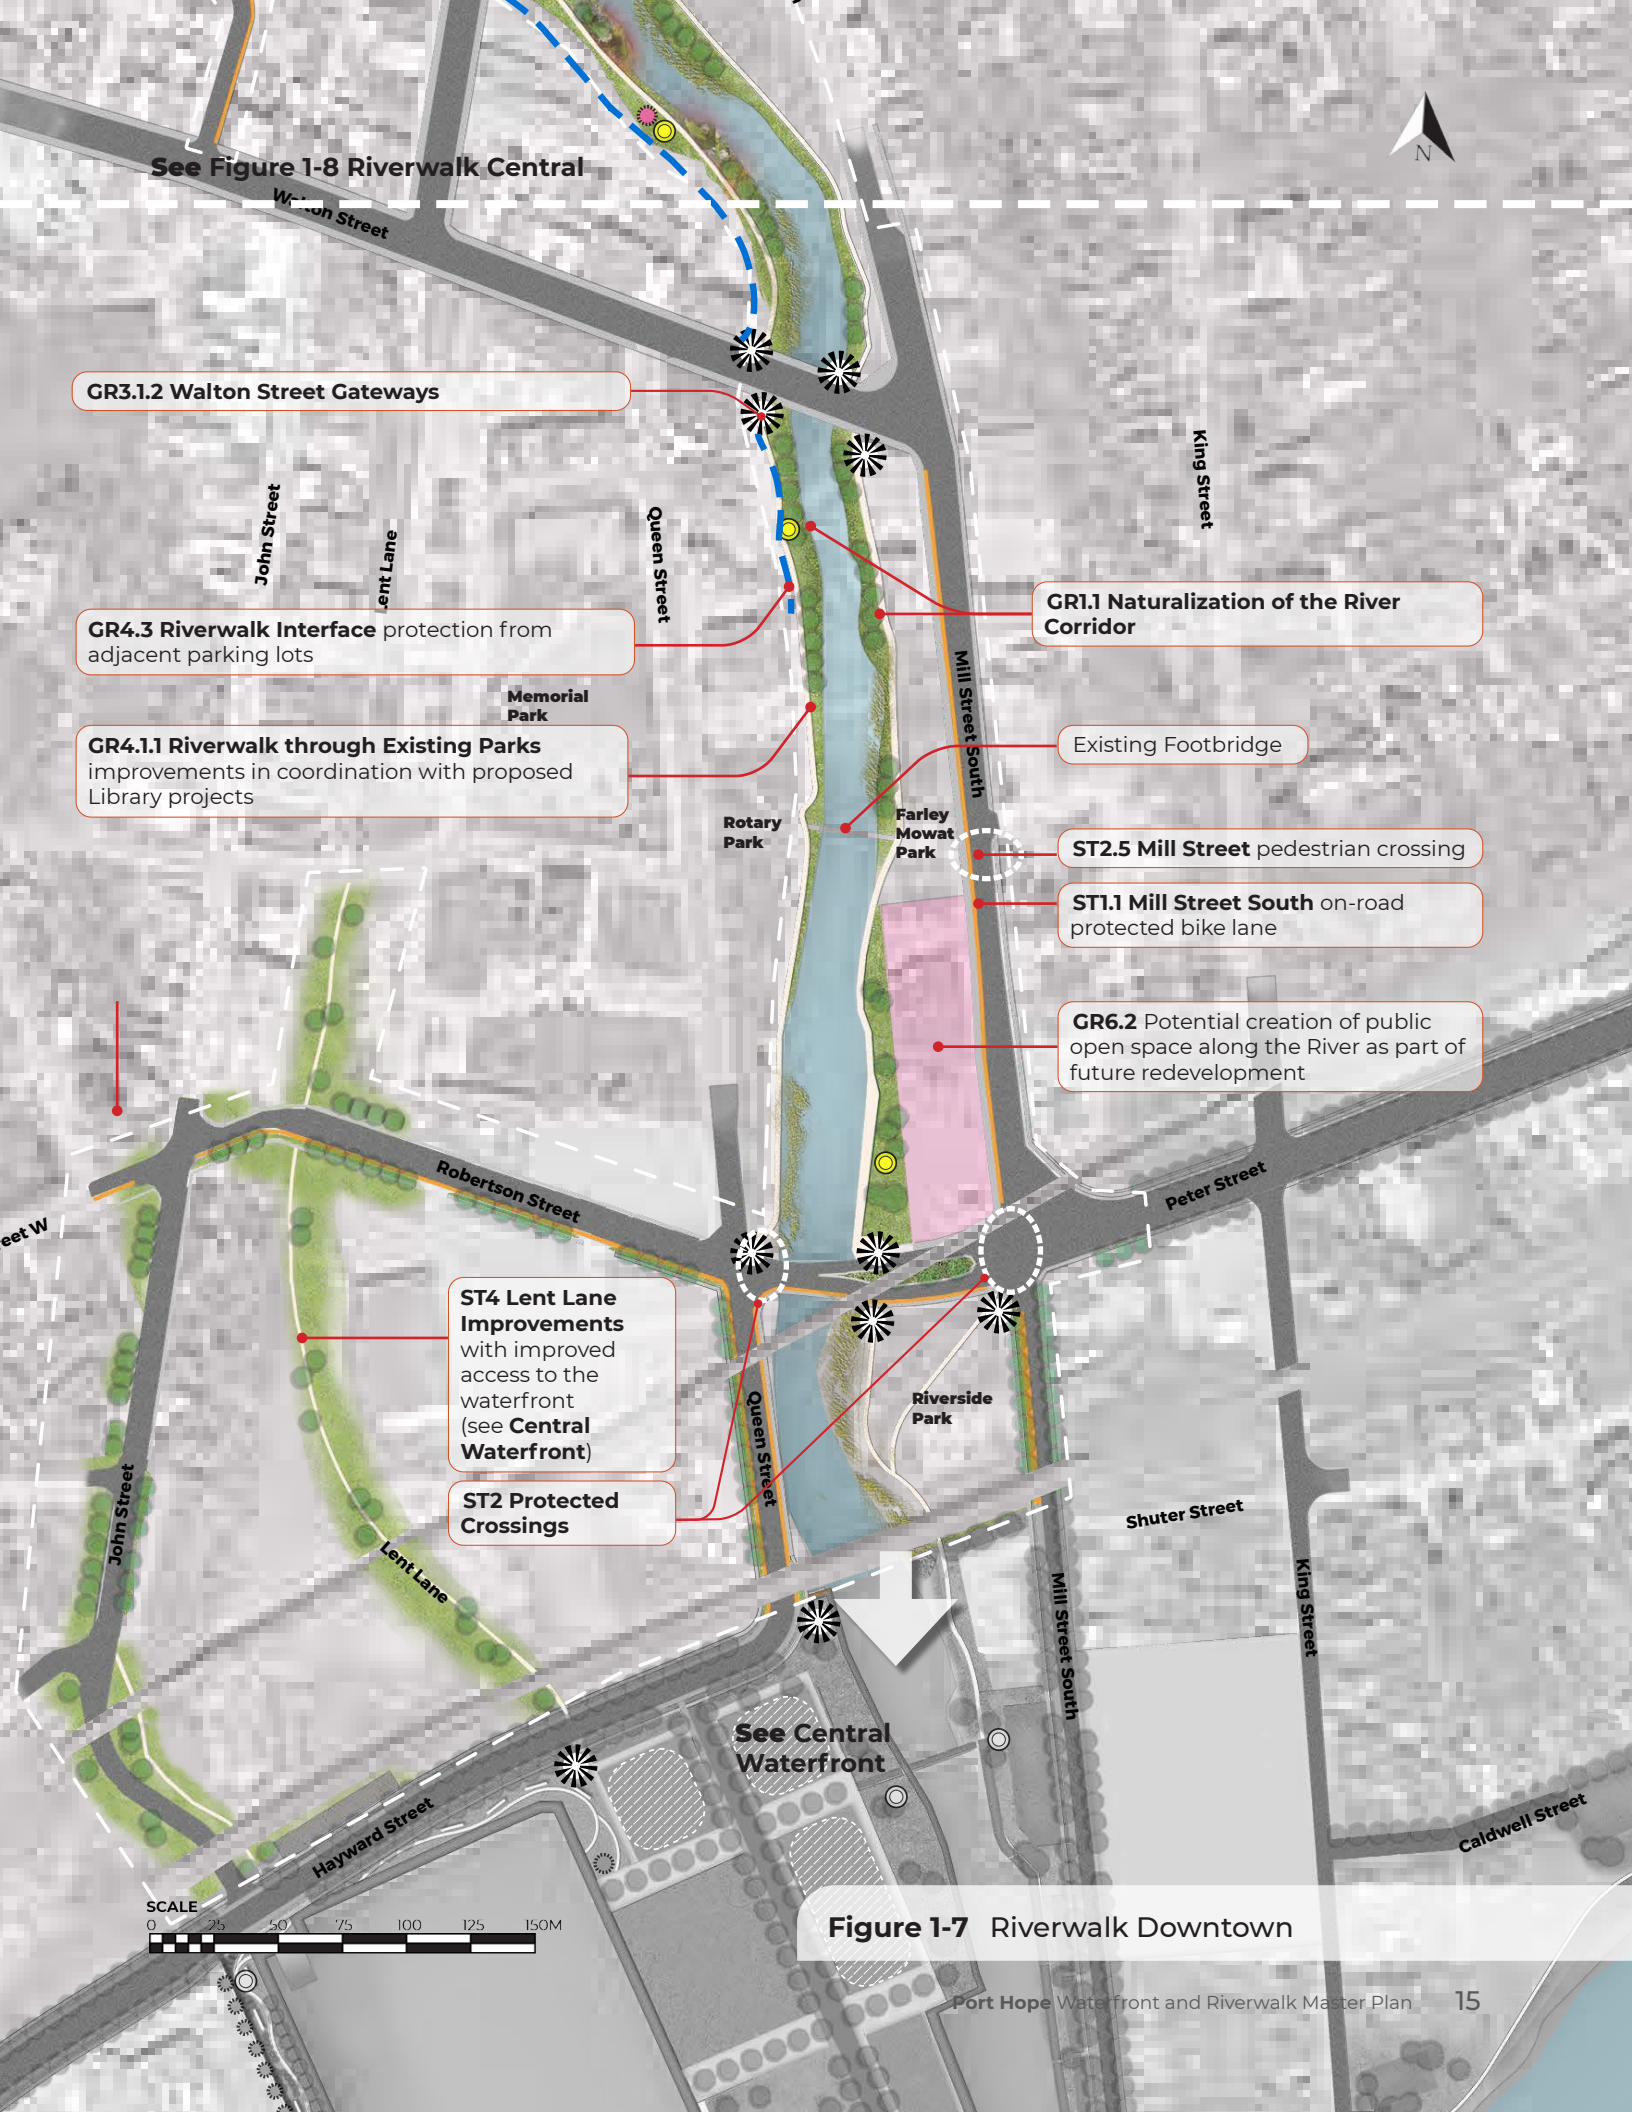 See Figure 1-8 Riverwalk Central
Walton Street
N
GR3.1.2 Walton Street Gateways
John Street
Lent Lane
Queen Street
King Street
GR1.1 Naturalization of the River
Corridor
GR4.3 Riverwalk Interface protection from
adjacent parking lots
Mill Street South
Memorial
Park
GR4.1.1 Riverwalk through Existing Parks
improvements in coordination with proposed
Library projects
Existing Footbridge
Rotary
Park
Farley
Mowat
Park
ST2.5 Mill Street pedestrian crossing
ST1.1 Mill Street South on-road
protected bike lane
GR6.2 Potential creation of public
open space along the River as part of
future redevelopment
Robertson Street
Peter Street
eet W
ST4 Lent Lane
Improvements
with improved
access to the
waterfront
(see Central
Waterfront)
Queen Street
Riverside
Park
ST2 Protected
Crossings
John Street
Lent Lane
Shuter Street
Mill Street South
King Street
See Central
Waterfront
Hayward Street
Caldwell Street
SCALE
0 25 50 75 100 125 150M
Figure 1-7 Riverwalk Downtown
Port Hope Waterfront and Riverwalk Master Plan 15